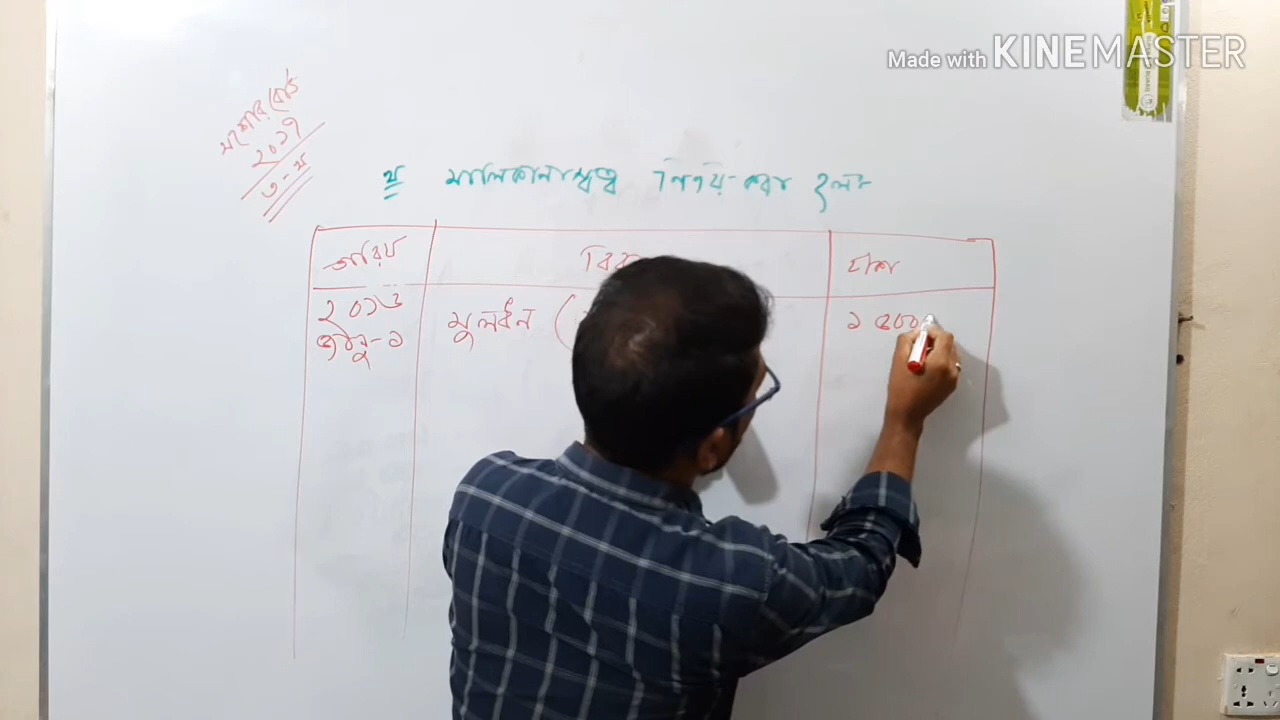 Made with KINEMASTER
যশোর বোর্ড
২০১৭
৩-খ
খ মালিকানাস্বত্ব নির্ণয় করা হল:
তারিখ টাকা
২০১৬
জানু-১ মূলধন ( ১৫০০